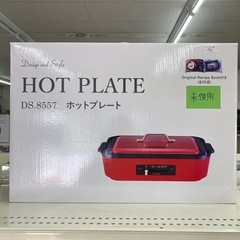 Design and Style
HOT PLATE
DS.8557 ホットプレート
Original Recipe Book付き
未使用